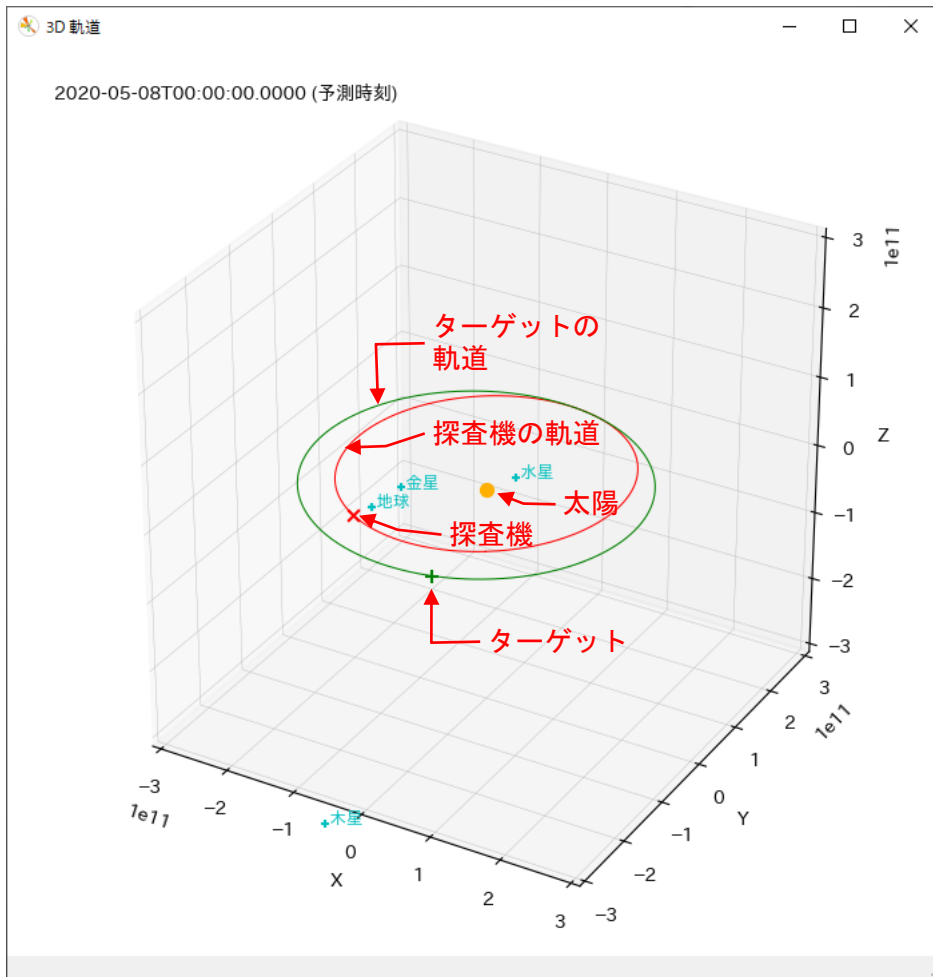 3D 軌道
2020-05-08T00:00:00.0000 (予測時刻)
ターゲットの
軌道
探査機の軌道
水星
金星
地球
太陽
探査機
ターゲット
木星
3
2
1
0
−1
−2
−3
1e11
Z
−3
−2
−1
0
1
2
3
1e11
X
−3
−2
−1
0
1
2
3
1e11
Y